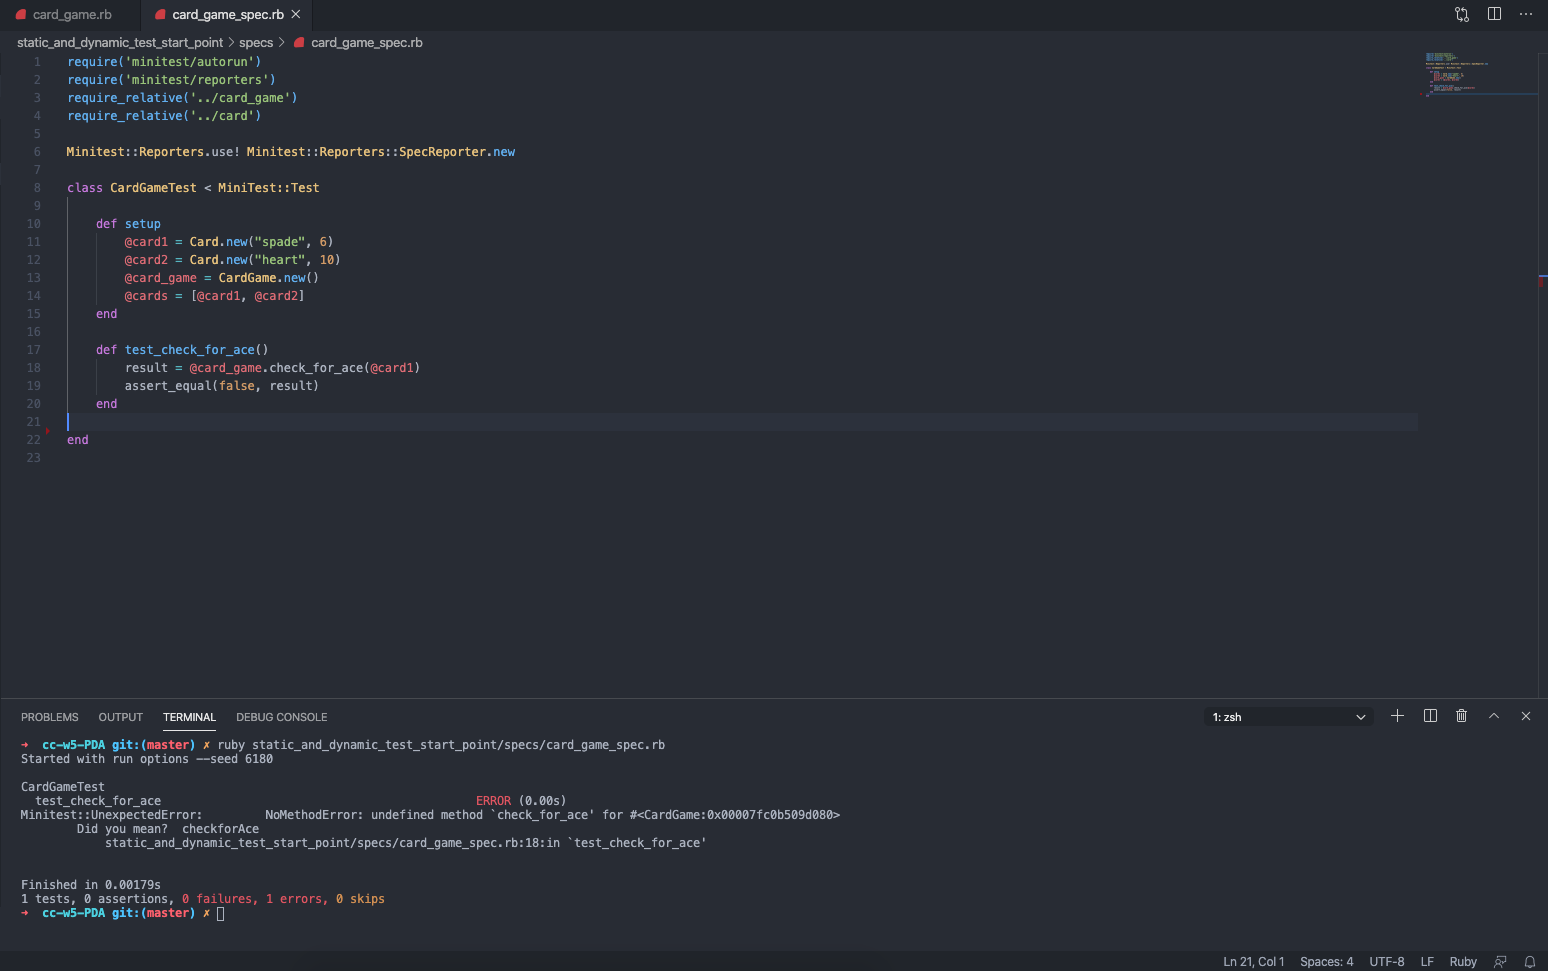 card_game.rb
card_game_spec.rb
static_and_dynamic_test_start_point > specs > card_game_spec.rb
1 require('minitest/autorun')
2 require('minitest/reporters')
3 require_relative('../card_game')
4 require_relative('../card')
5
6 Minitest::Reporters.use! Minitest::Reporters::SpecReporter.new
7
8 class CardGameTest < MiniTest::Test
9
10     def setup
11         @card1 = Card.new("spade", 6)
12         @card2 = Card.new("heart", 10)
13         @card_game = CardGame.new()
14         @cards = [@card1, @card2]
15     end
16
17     def test_check_for_ace()
18         result = @card_game.check_for_ace(@card1)
19         assert_equal(false, result)
20     end
21
22 end
23
PROBLEMS OUTPUT TERMINAL DEBUG CONSOLE 1: zsh
→ cc-w5-PDA git:(master) ✗ ruby static_and_dynamic_test_start_point/specs/card_game_spec.rb
Started with run options --seed 6180
CardGameTest
  test_check_for_ace ERROR (0.00s)
Minitest::UnexpectedError: NoMethodError: undefined method `check_for_ace' for #<CardGame:0x00007fc0b509d080>
        Did you mean?  checkforAce
            static_and_dynamic_test_start_point/specs/card_game_spec.rb:18:in `test_check_for_ace'
Finished in 0.00179s
1 tests, 0 assertions, 0 failures, 1 errors, 0 skips
→ cc-w5-PDA git:(master) ✗
Ln 21, Col 1 Spaces: 4 UTF-8 LF Ruby